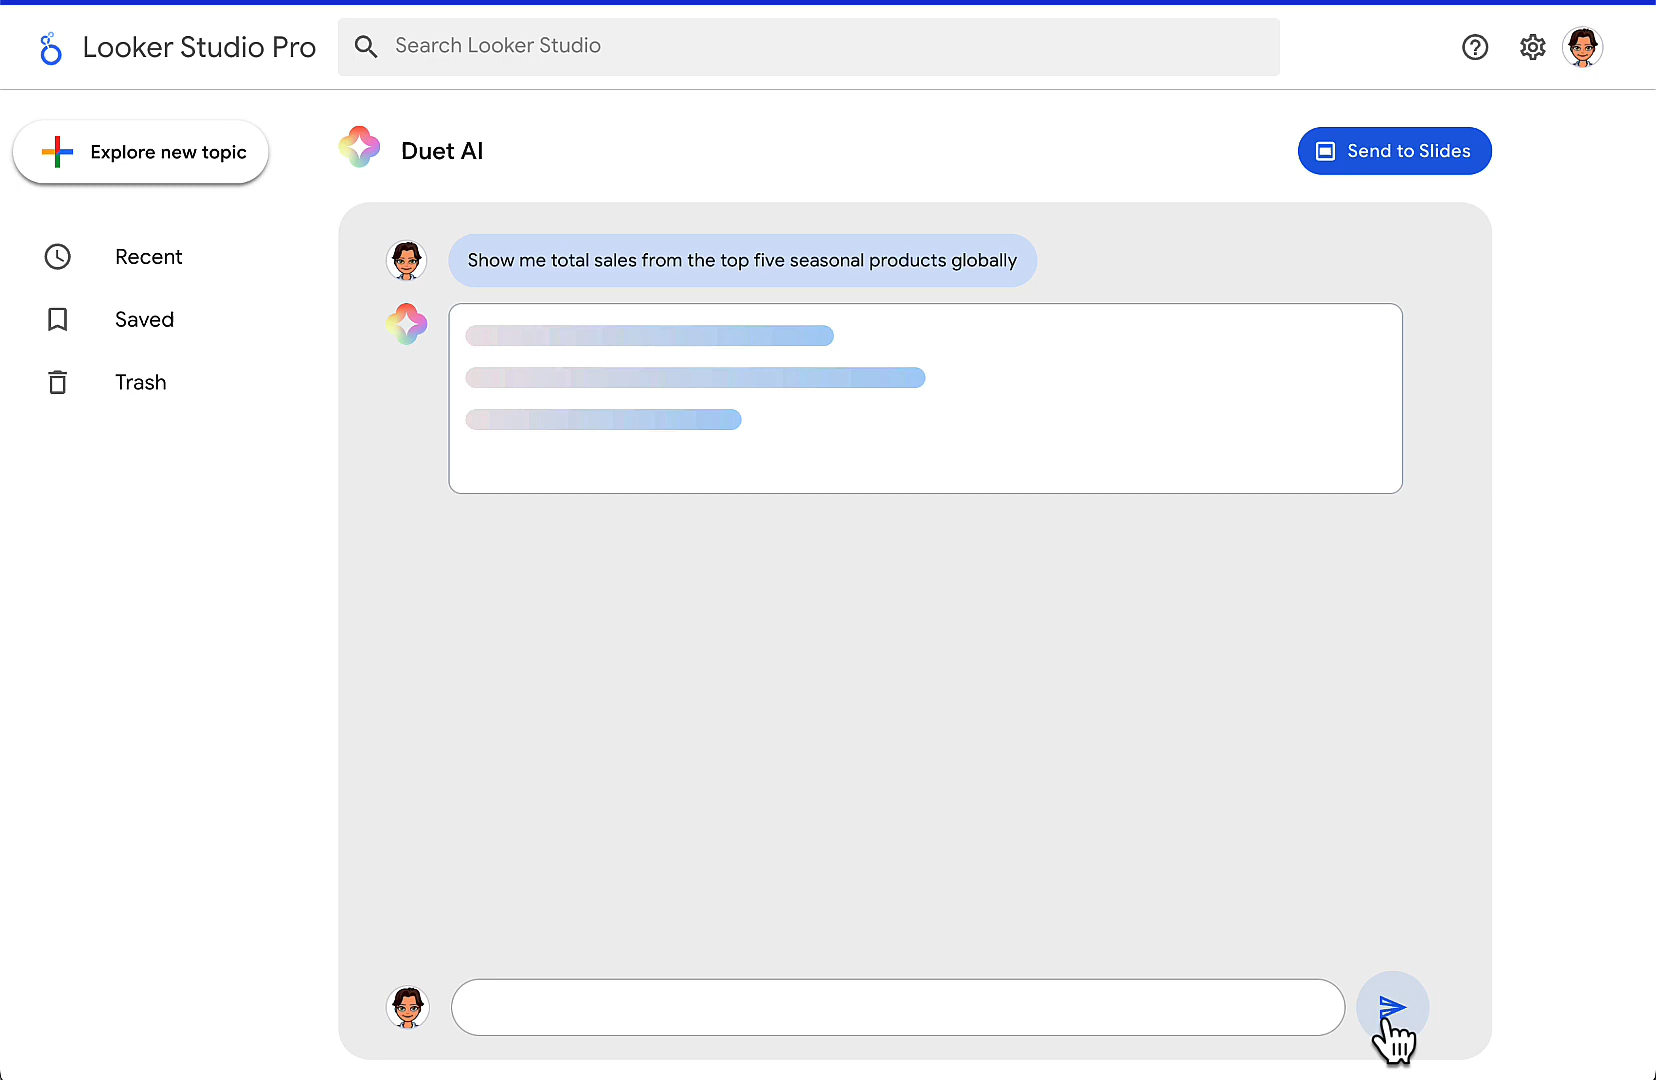 Looker Studio Pro
Search Looker Studio
Explore new topic
Duet AI
Send to Slides
Recent
Saved
Trash
Show me total sales from the top five seasonal products globally